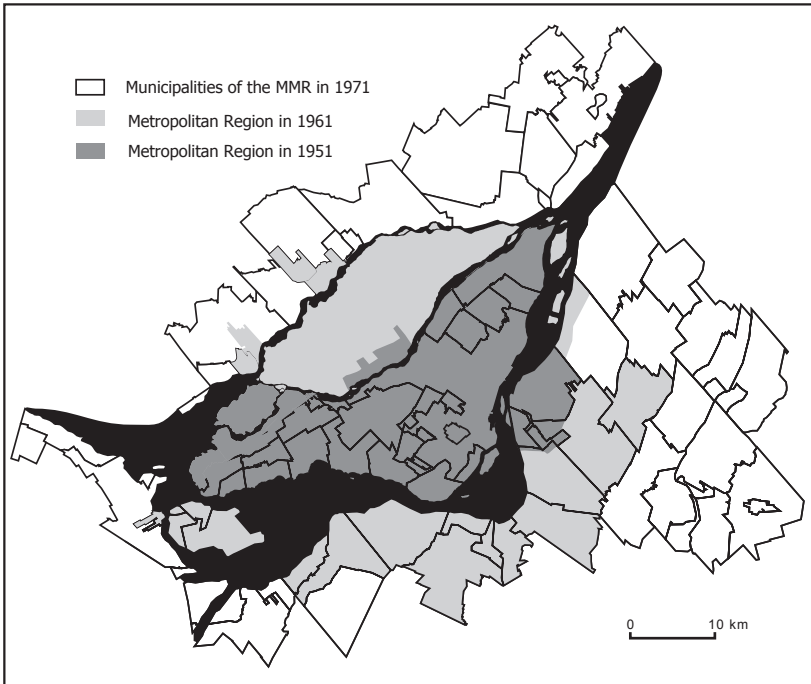 Municipalities of the MMR in 1971
Metropolitan Region in 1961
Metropolitan Region in 1951
0 10 km